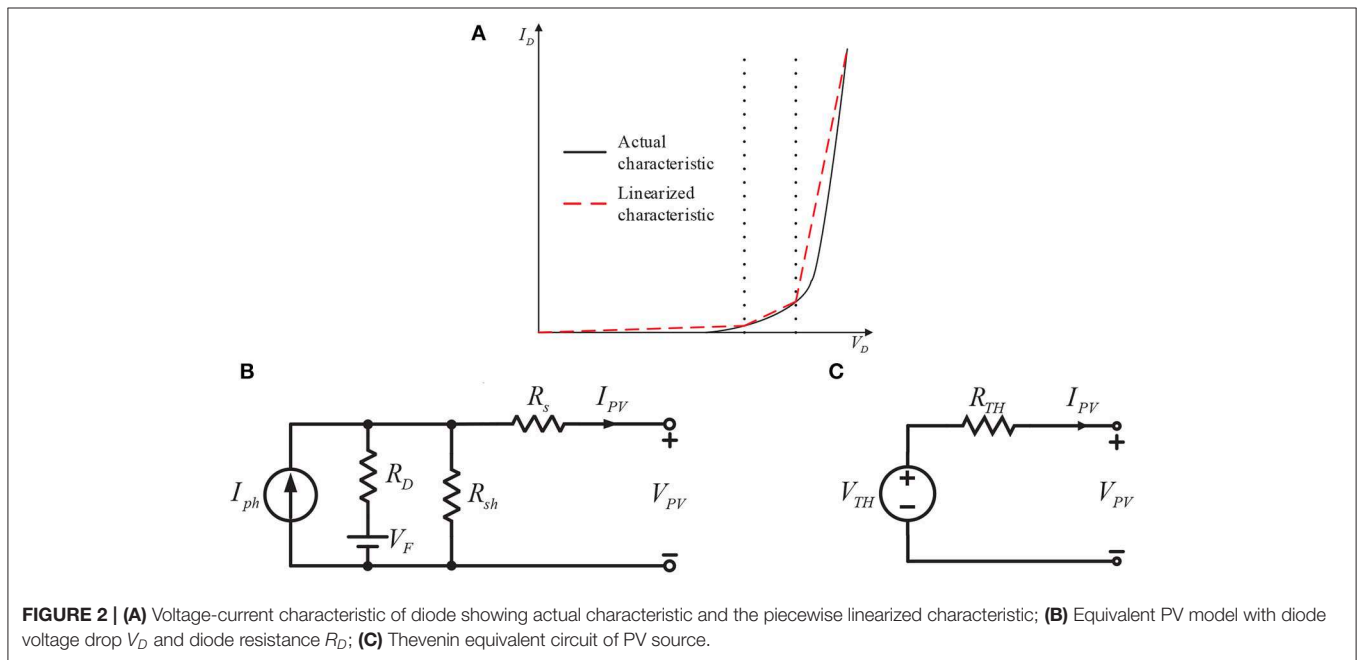 A
I_D
Actual
characteristic
Linearized
characteristic
V_D
B
R_s
I_PV
+
I_ph
R_D
R_sh
V_PV
V_F
−
C
R_TH
I_PV
+
V_TH
+
−
V_PV
−
FIGURE 2 | (A) Voltage-current characteristic of diode showing actual characteristic and the piecewise linearized characteristic; (B) Equivalent PV model with diode
voltage drop V_D and diode resistance R_D; (C) Thevenin equivalent circuit of PV source.